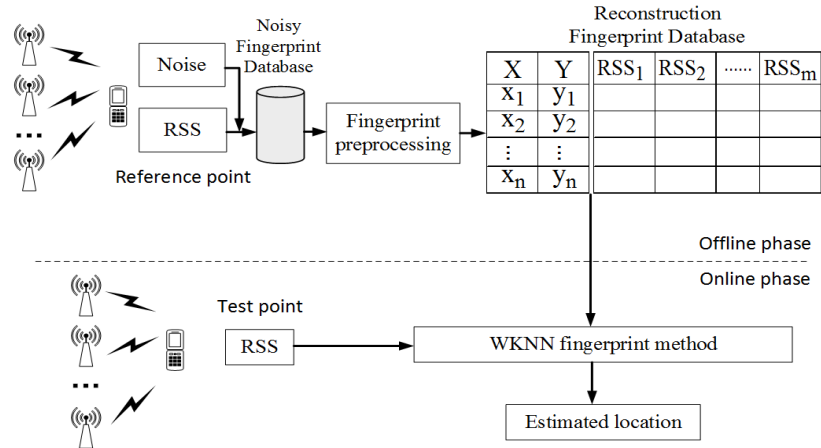 Reconstruction
Fingerprint Database
Noisy
Fingerprint
Database
Noise
RSS
Fingerprint
preprocessing
X Y RSS1 RSS2 ...... RSSm
x1 y1
x2 y2
⋮ ⋮
xn yn
...
Reference point
Offline phase
Online phase
Test point
RSS
WKNN fingerprint method
...
Estimated location